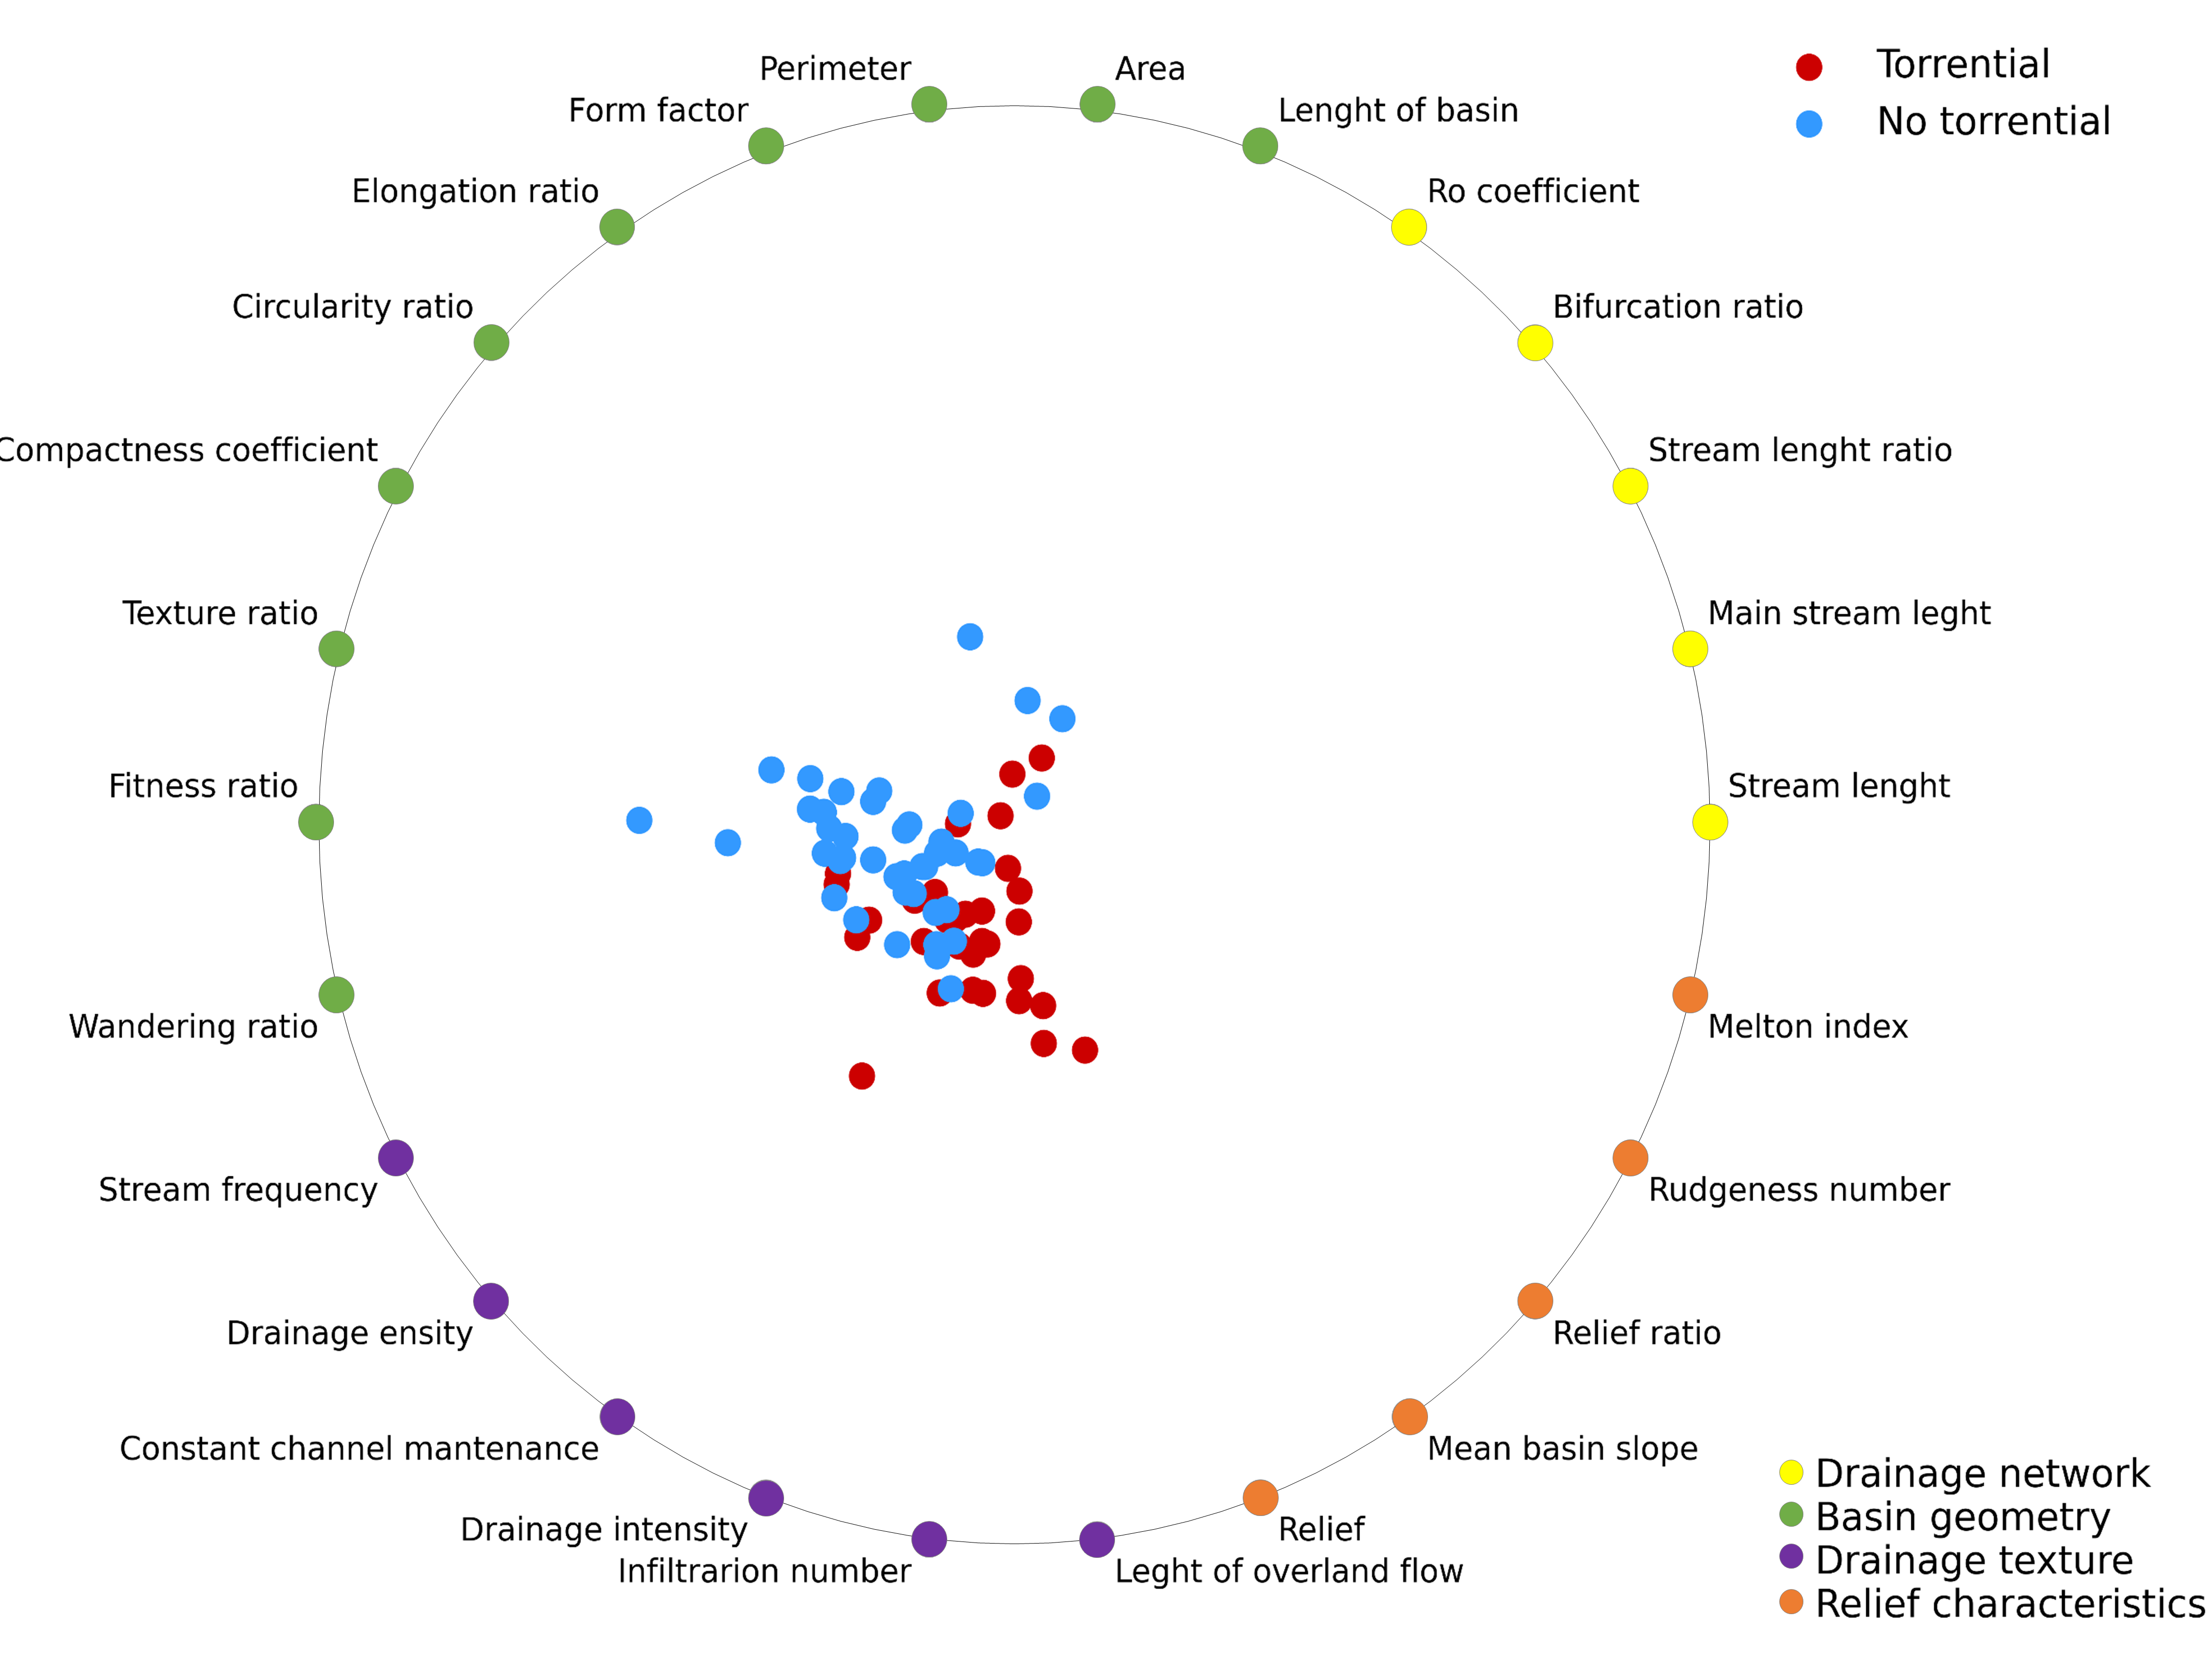 Torrential
No torrential
Perimeter
Area
Form factor
Lenght of basin
Elongation ratio
Ro coefficient
Circularity ratio
Bifurcation ratio
Compactness coefficient
Stream lenght ratio
Texture ratio
Main stream leght
Fitness ratio
Stream lenght
Wandering ratio
Melton index
Stream frequency
Rudgeness number
Drainage ensity
Relief ratio
Constant channel mantenance
Mean basin slope
Drainage intensity
Relief
Infiltrarion number
Leght of overland flow
Drainage network
Basin geometry
Drainage texture
Relief characteristics